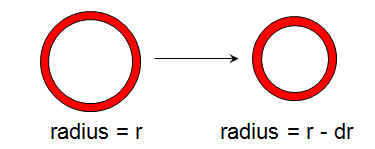 radius = r
radius = r - dr